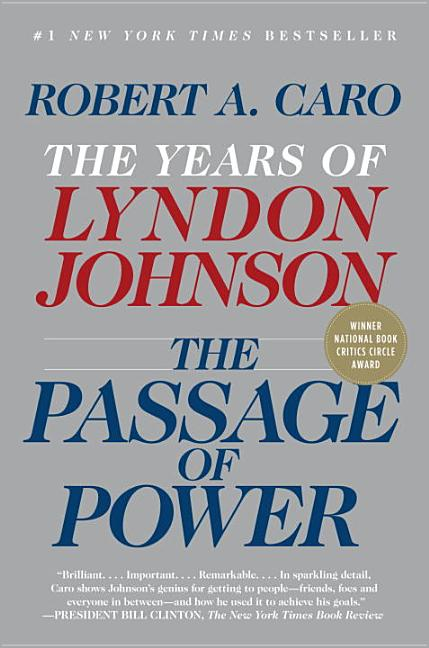 #1 NEW YORK TIMES BESTSELLER
ROBERT A. CARO
THE YEARS OF
LYNDON
JOHNSON
WINNER
NATIONAL BOOK
CRITICS CIRCLE
AWARD
THE
PASSAGE
OF
POWER
“Brilliant. . . . Important. . . . Remarkable. . . . In sparkling detail,
Caro shows Johnson’s genius for getting to people—friends, foes and
everyone in between—and how he used it to achieve his goals.”
—PRESIDENT BILL CLINTON, The New York Times Book Review